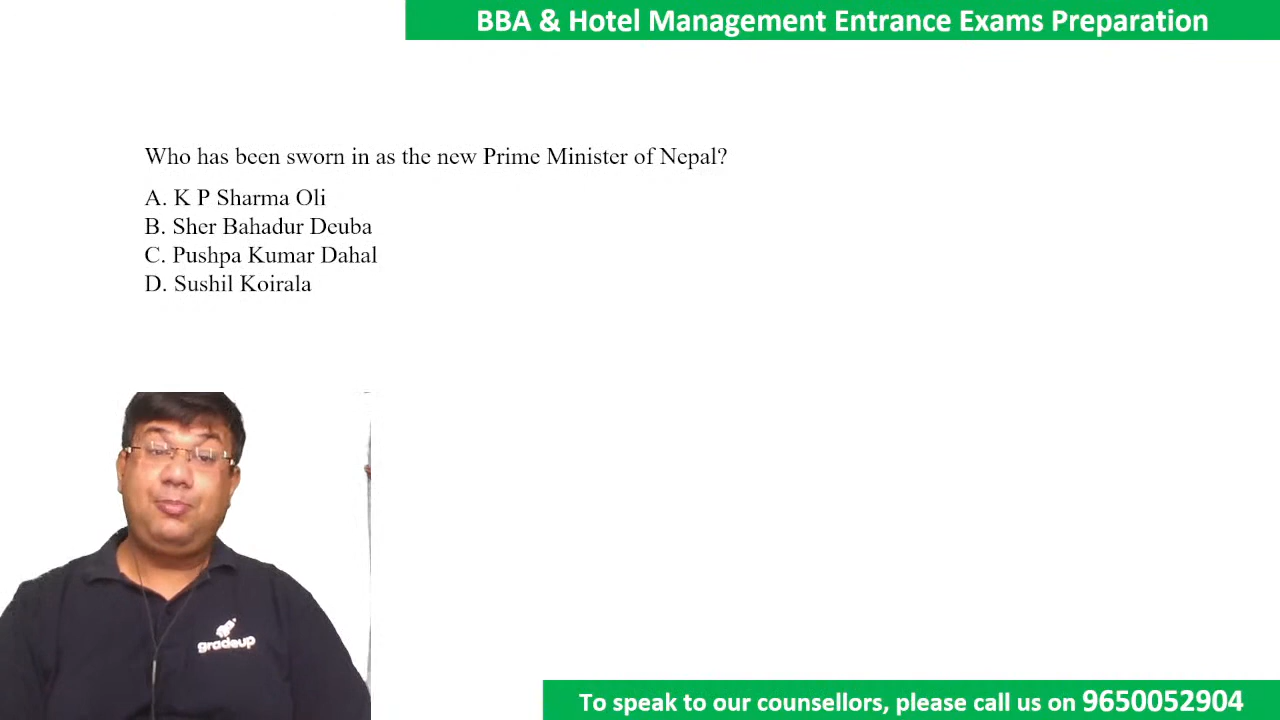 BBA & Hotel Management Entrance Exams Preparation
Who has been sworn in as the new Prime Minister of Nepal?
A. K P Sharma Oli
B. Sher Bahadur Deuba
C. Pushpa Kumar Dahal
D. Sushil Koirala
gradeup
To speak to our counsellors, please call us on 9650052904